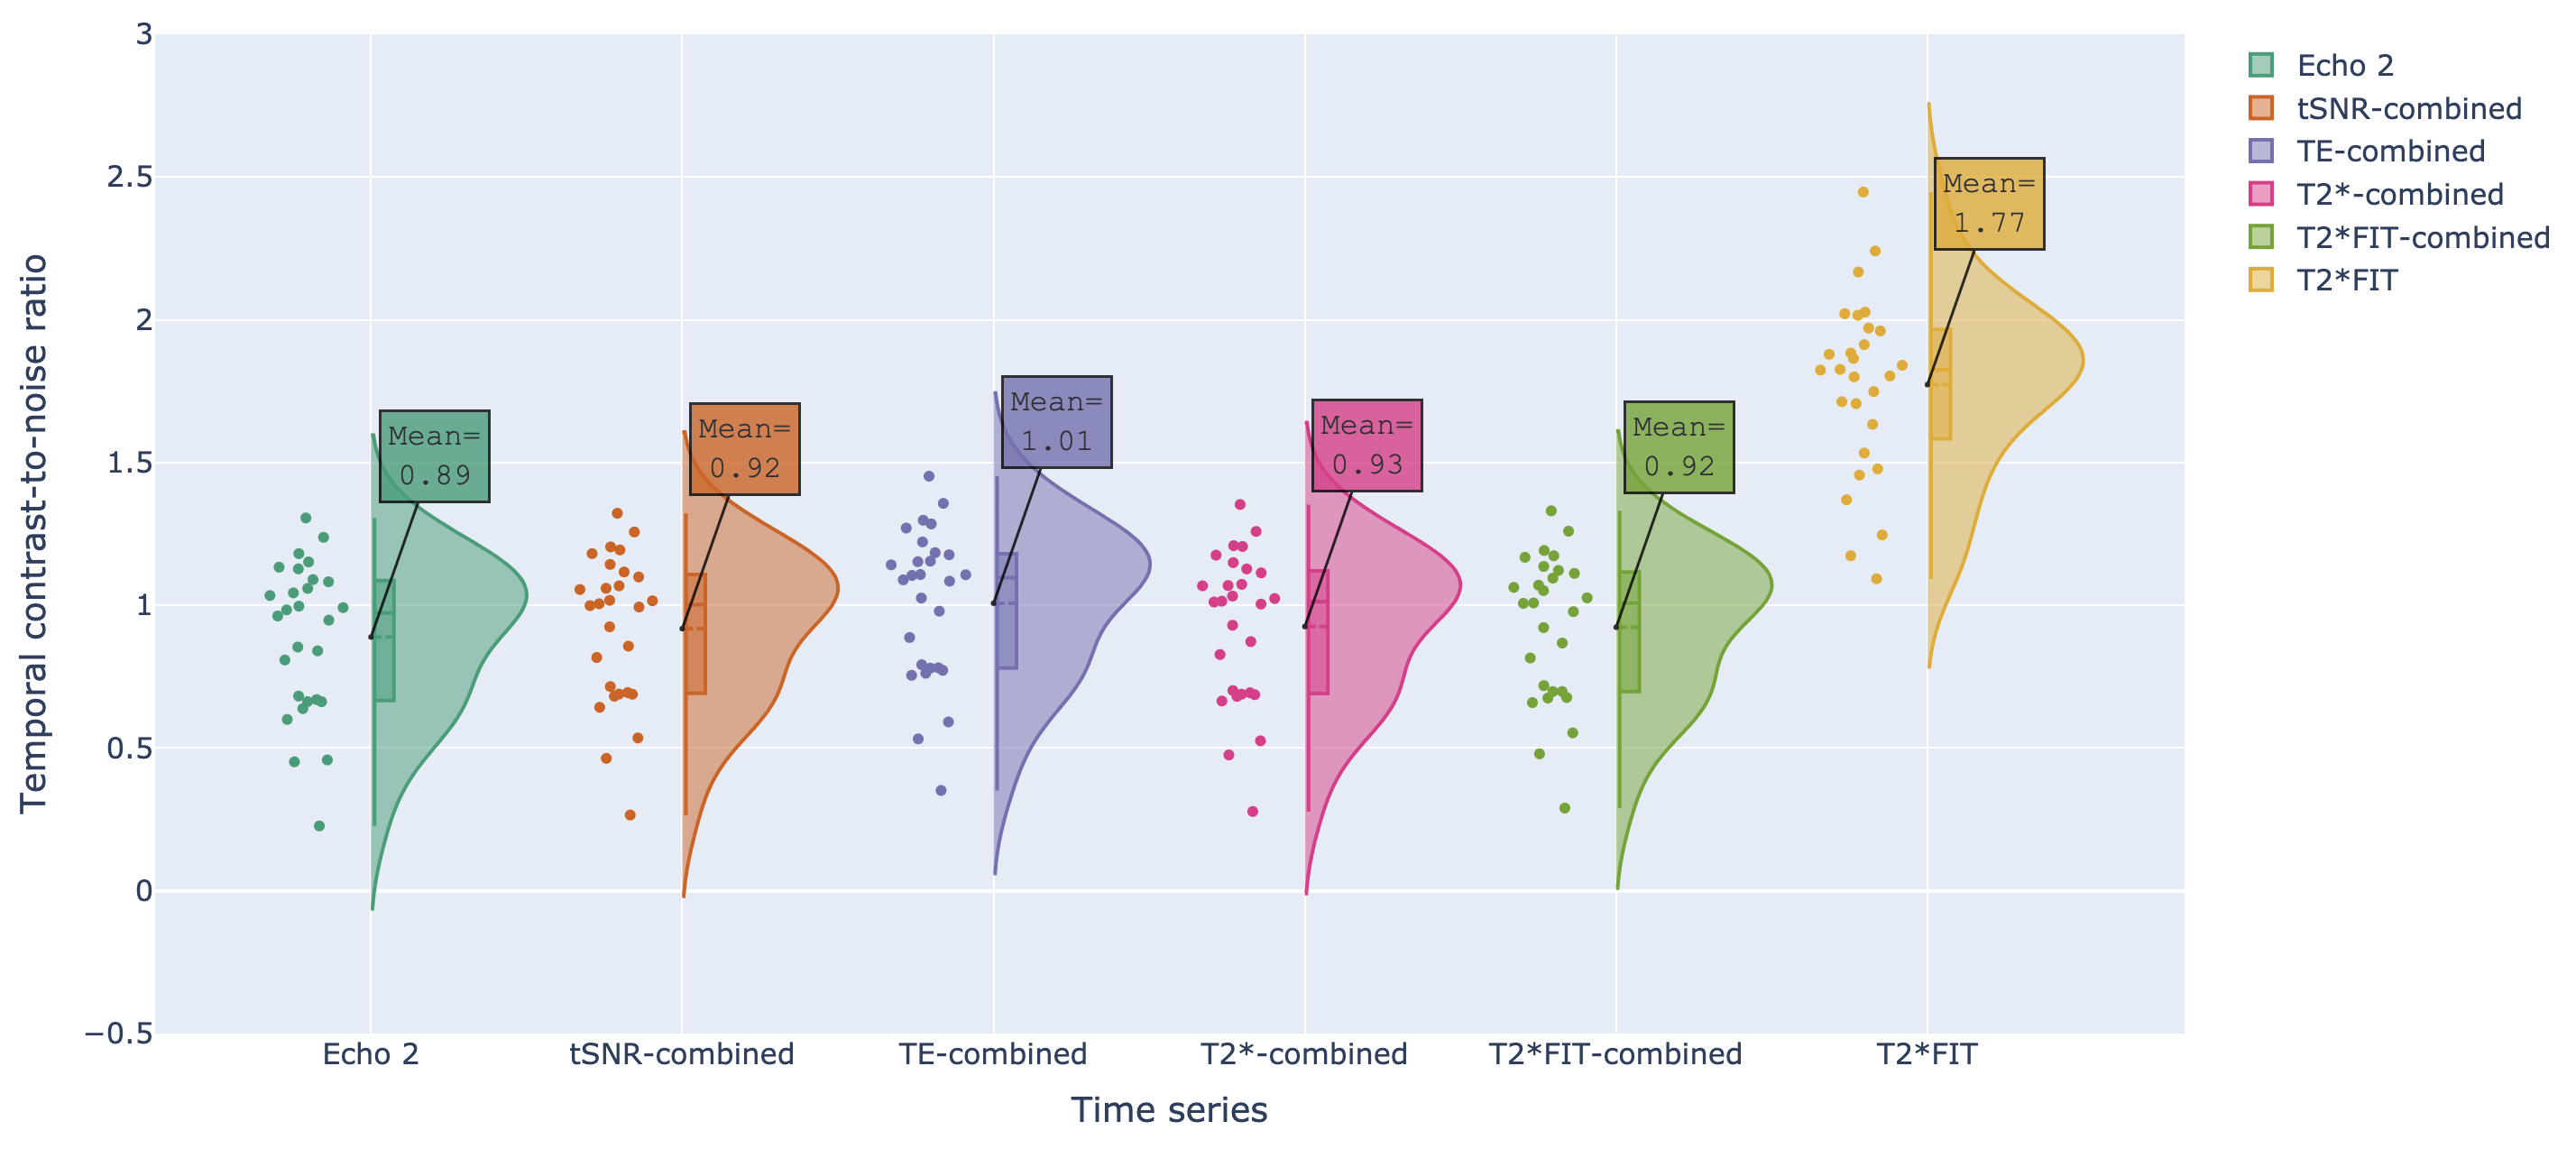 Temporal contrast-to-noise ratio
3
2.5
2
1.5
1
0.5
0
−0.5
Mean=
0.89
Mean=
0.92
Mean=
1.01
Mean=
0.93
Mean=
0.92
Mean=
1.77
Echo 2
tSNR-combined
TE-combined
T2*-combined
T2*FIT-combined
T2*FIT
Time series
Echo 2
tSNR-combined
TE-combined
T2*-combined
T2*FIT-combined
T2*FIT